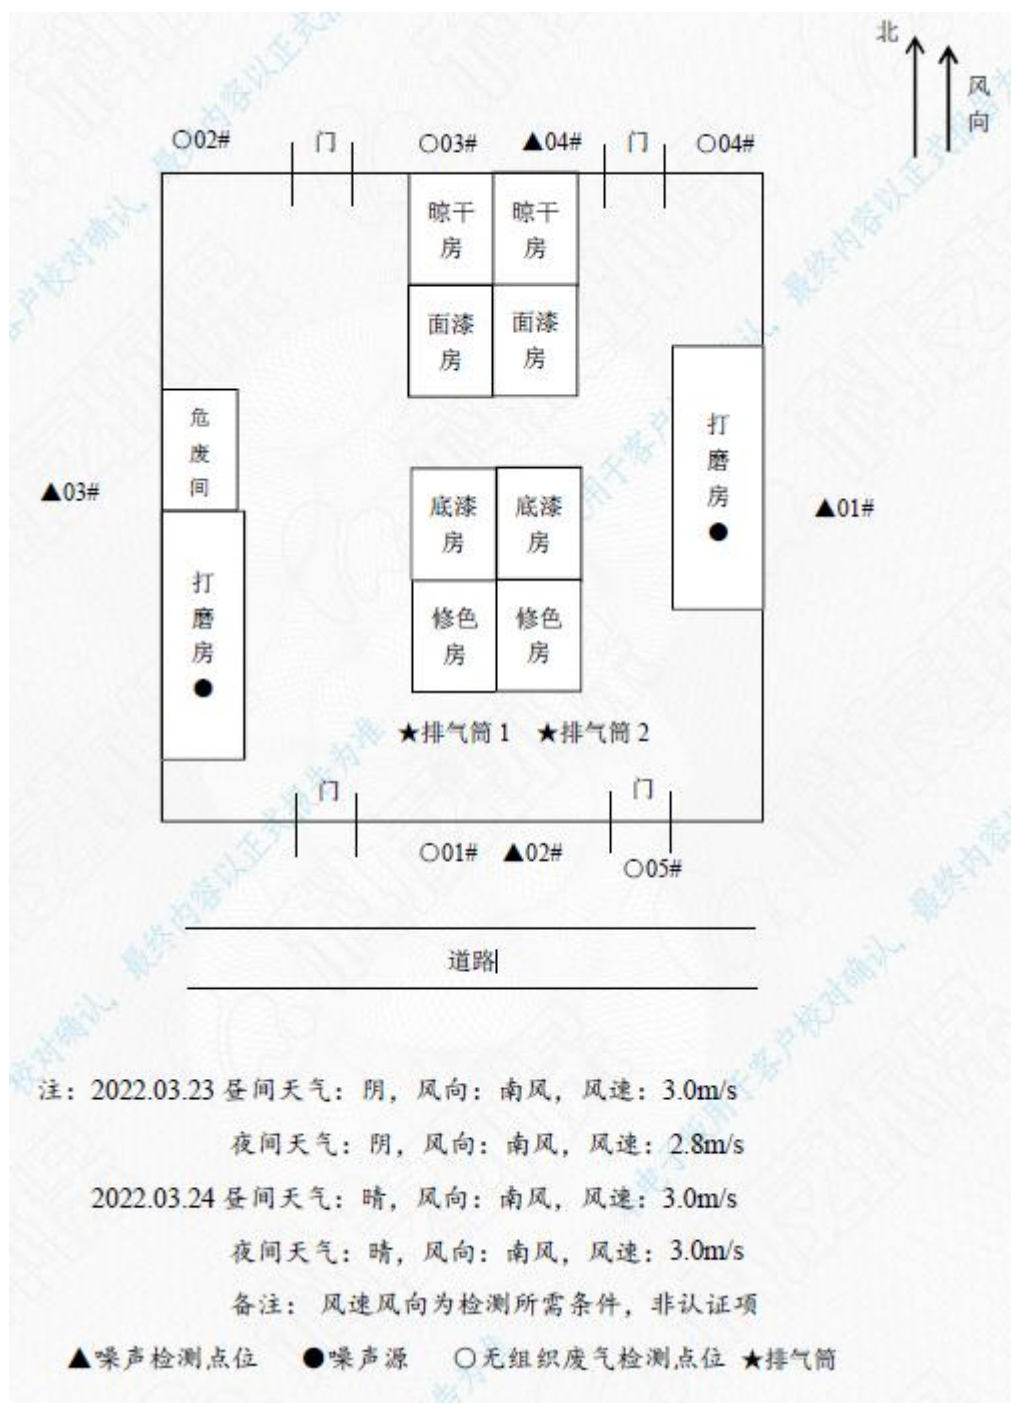 北
风向
○02#
门
○03#
▲04#
门
○04#
晾干房
晾干房
面漆房
面漆房
危废间
打磨房●
▲03#
▲01#
底漆房
底漆房
打磨房●
修色房
修色房
★排气筒1 ★排气筒2
门
门
○01# ▲02#
○05#
道路
注：2022.03.23 昼间天气：阴，风向：南风，风速：3.0m/s
夜间天气：阴，风向：南风，风速：2.8m/s
2022.03.24 昼间天气：晴，风向：南风，风速：3.0m/s
夜间天气：晴，风向：南风，风速：3.0m/s
备注： 风速风向为检测所需条件，非认证项
▲噪声检测点位 ●噪声源 ○无组织废气检测点位 ★排气筒